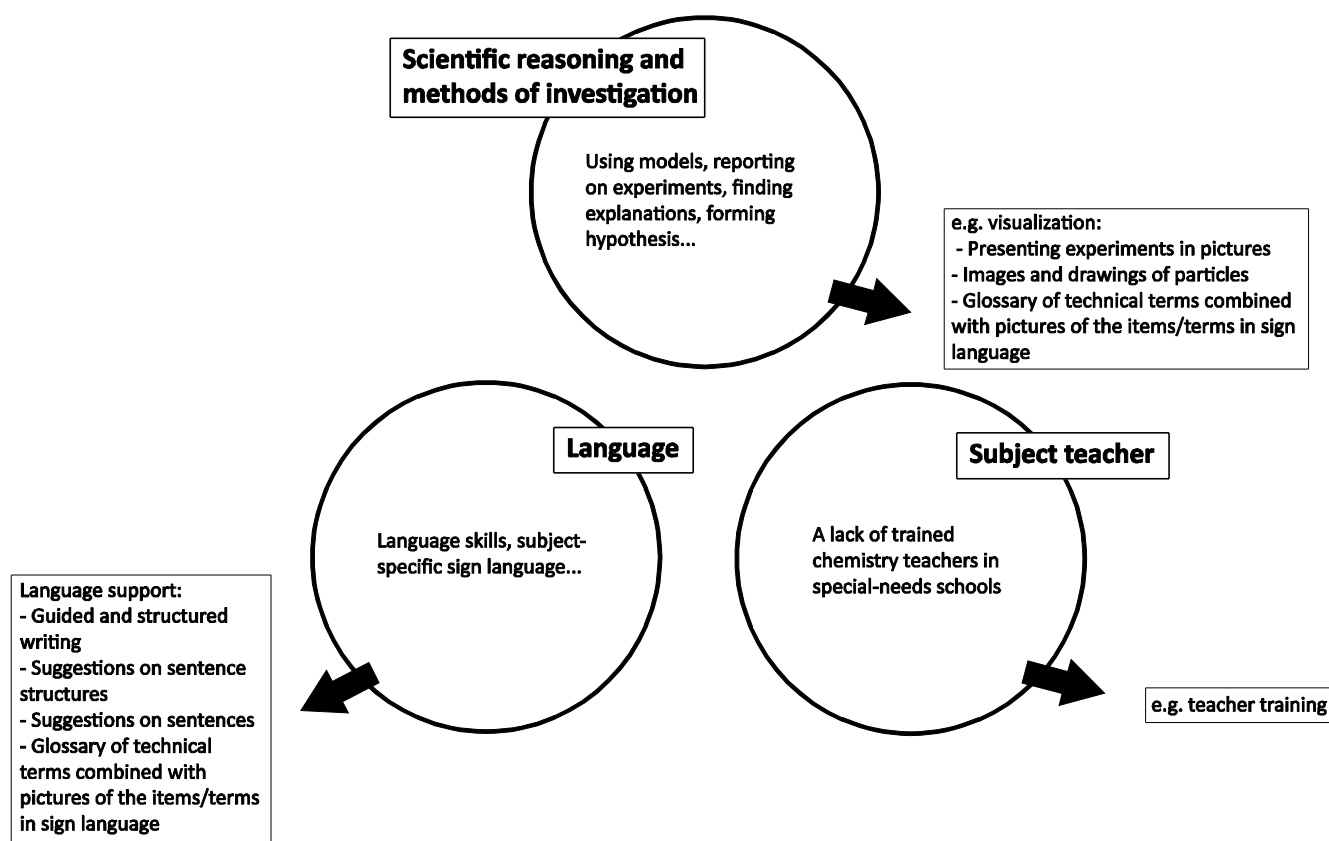 Scientific reasoning and
methods of investigation
Using models, reporting
on experiments, finding
explanations, forming
hypothesis...
e.g. visualization:
- Presenting experiments in pictures
- Images and drawings of particles
- Glossary of technical terms combined
with pictures of the items/terms in sign
language
Language
Language skills, subject-
specific sign language...
Language support:
- Guided and structured
writing
- Suggestions on sentence
structures
- Suggestions on sentences
- Glossary of technical
terms combined with
pictures of the items/terms
in sign language
Subject teacher
A lack of trained
chemistry teachers in
special-needs schools
e.g. teacher training